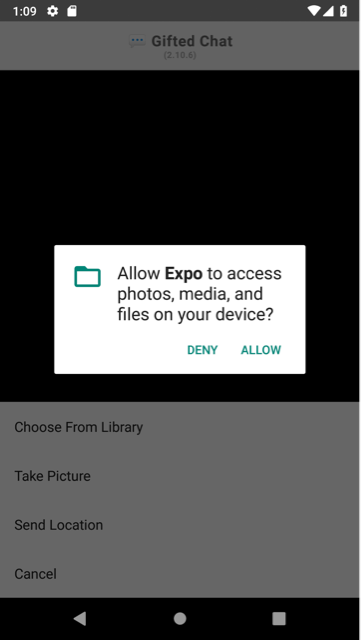 1:09
Gifted Chat
(2.10.6)
Allow Expo to access
photos, media, and
files on your device?
DENY ALLOW
Choose From Library
Take Picture
Send Location
Cancel